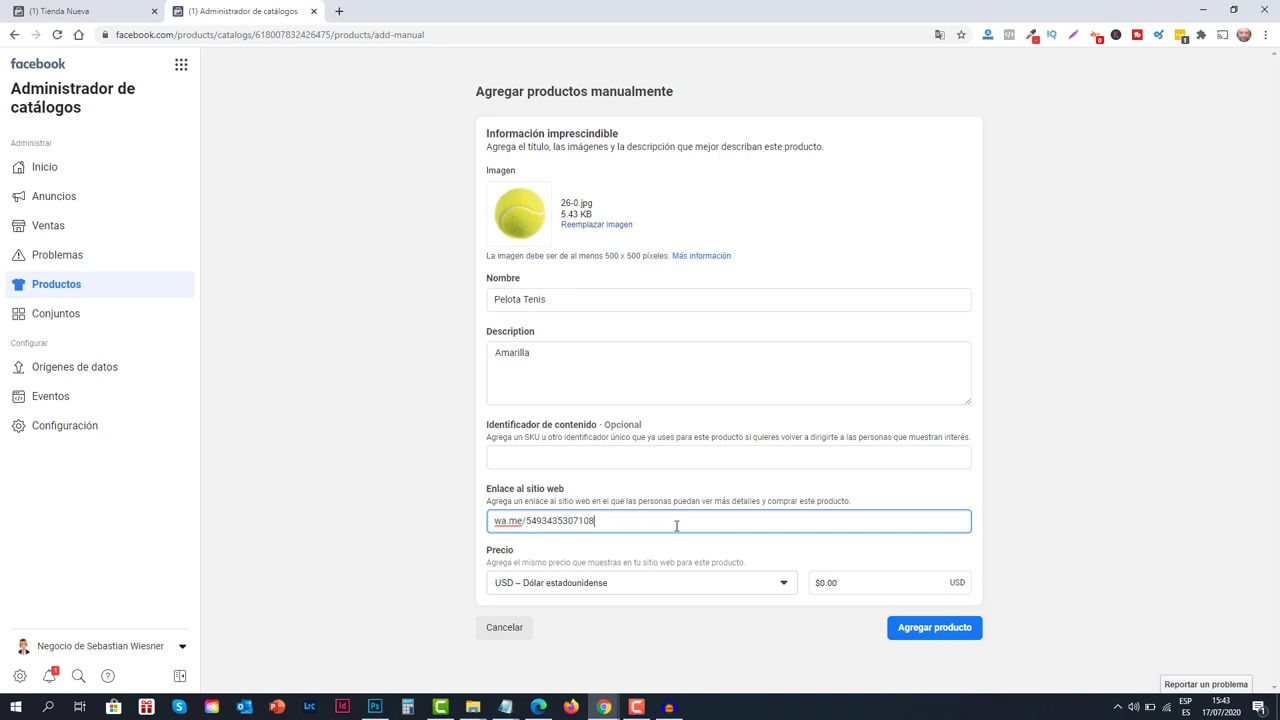 (1) Tienda Nueva
(1) Administrador de catálogos
facebook.com/products/catalogs/618007832426475/products/add-manual
facebook
Administrador de
catálogos
Administrar
Inicio
Anuncios
Ventas
Problemas
Productos
Conjuntos
Configurar
Orígenes de datos
Eventos
Configuración
Negocio de Sebastian Wiesner
1
Agregar productos manualmente
Información imprescindible
Agrega el título, las imágenes y la descripción que mejor describan este producto.
Imagen
26-0.jpg
5.43 KB
Reemplazar imagen
La imagen debe ser de al menos 500 x 500 píxeles. Más información
Nombre
Pelota Tenis
Description
Amarilla
Identificador de contenido · Opcional
Agrega un SKU u otro identificador único que ya uses para este producto si quieres volver a dirigirte a las personas que muestran interés.
Enlace al sitio web
Agrega un enlace al sitio web en el que las personas puedan ver más detalles y comprar este producto.
wa.me/5493435307108
Precio
Agrega el mismo precio que muestras en tu sitio web para este producto.
USD – Dólar estadounidense
$0.00 USD
Cancelar
Agregar producto
Reportar un problema
ESP
ES
15:43
17/07/2020